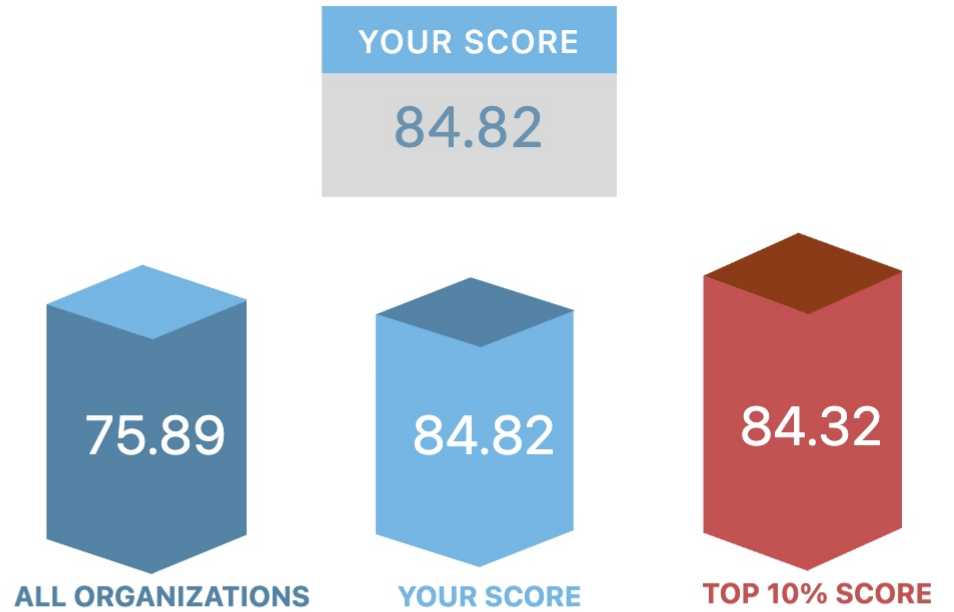 YOUR SCORE
84.82
75.89
84.82
84.32
ALL ORGANIZATIONS
YOUR SCORE
TOP 10% SCORE